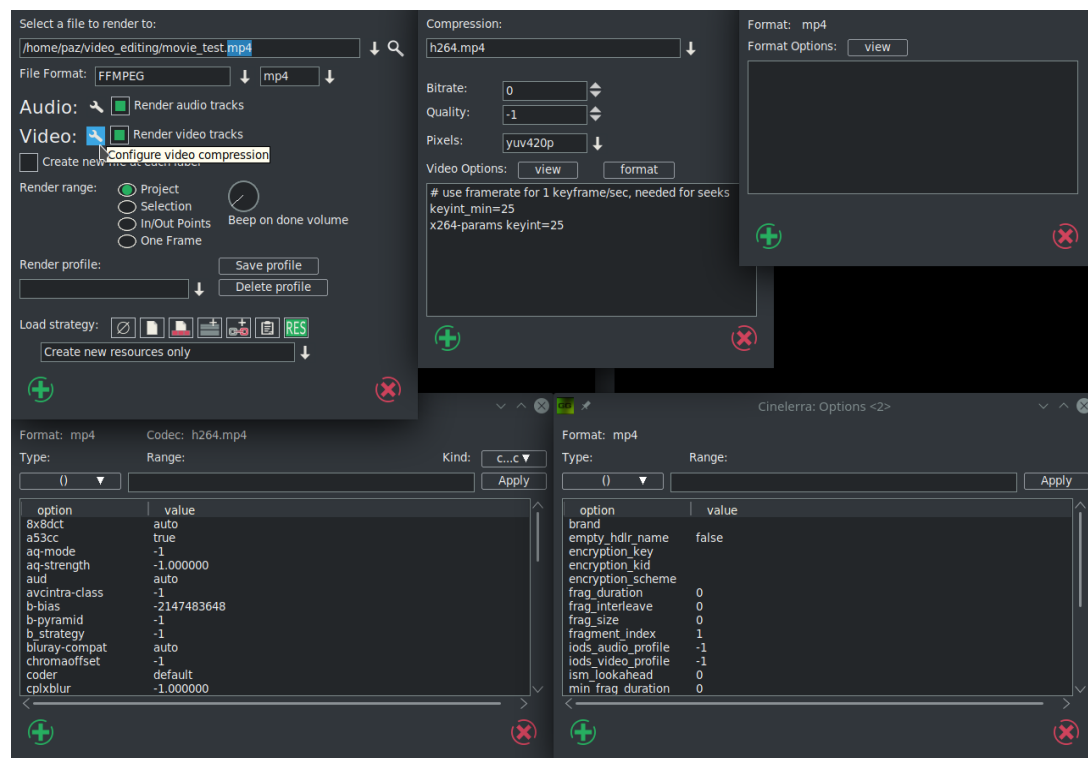 Select a file to render to:
/home/paz/video_editing/movie_test.mp4
File Format: FFMPEG mp4
Audio: Render audio tracks
Video: Render video tracks
Configure video compression
Create new file at each label
Render range: Project
Selection
In/Out Points
One Frame
Beep on done volume
Render profile: Save profile
Delete profile
Load strategy: RES
Create new resources only
Compression:
h264.mp4
Bitrate: 0
Quality: -1
Pixels: yuv420p
Video Options: view format
# use framerate for 1 keyframe/sec, needed for seeks
keyint_min=25
x264-params keyint=25
Format: mp4
Format Options: view
Format: mp4 Codec: h264.mp4
Type: Range: Kind: c...c
() Apply
option value
8x8dct auto
a53cc true
aq-mode -1
aq-strength -1.000000
aud auto
avcintra-class -1
b-bias -2147483648
b-pyramid -1
b_strategy -1
bluray-compat auto
chromaoffset -1
coder default
cplxblur -1.000000
Cinelerra: Options <2>
Format: mp4
Type: Range:
() Apply
option value
brand
empty_hdlr_name false
encryption_key
encryption_kid
encryption_scheme
frag_duration 0
frag_interleave 0
frag_size 0
fragment_index 1
iods_audio_profile -1
iods_video_profile -1
ism_lookahead 0
min_frag_duration 0